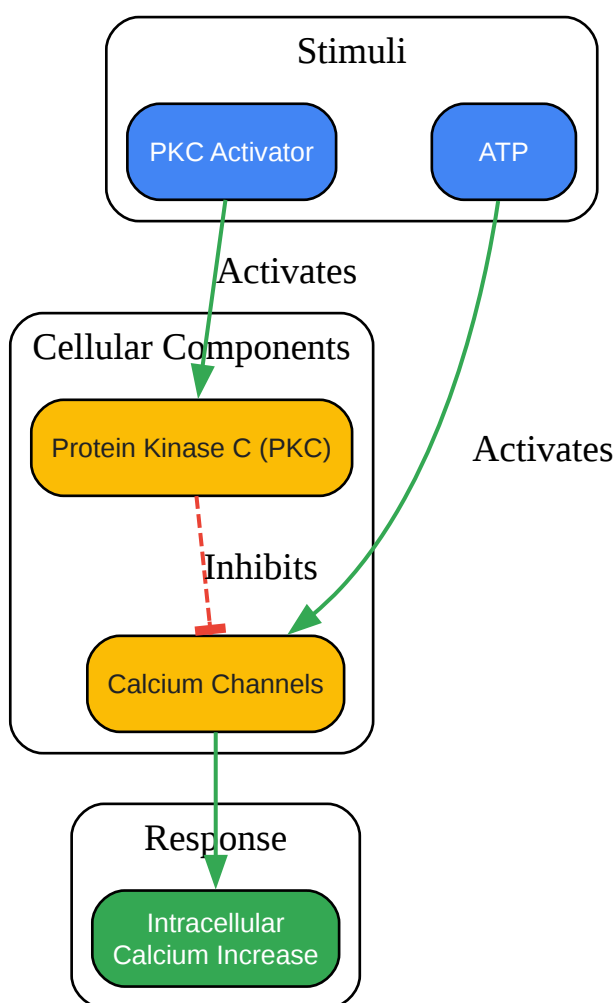 Stimuli
PKC Activator
ATP
Activates
Cellular Components
Protein Kinase C (PKC)
Activates
Inhibits
Calcium Channels
Response
Intracellular
Calcium Increase